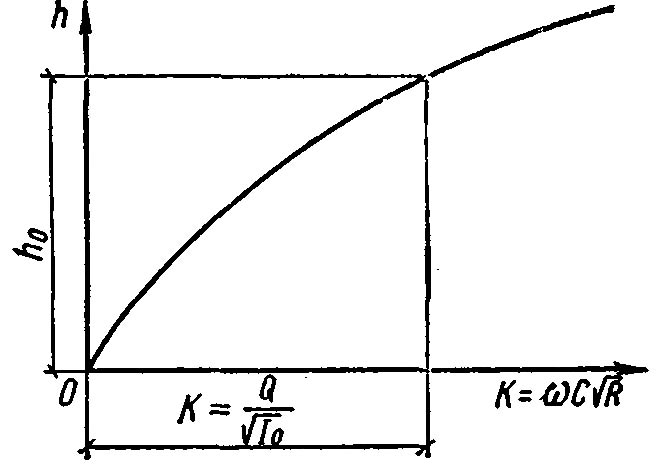 h
h₀
0
K = Q/√I₀
K = ωC√R